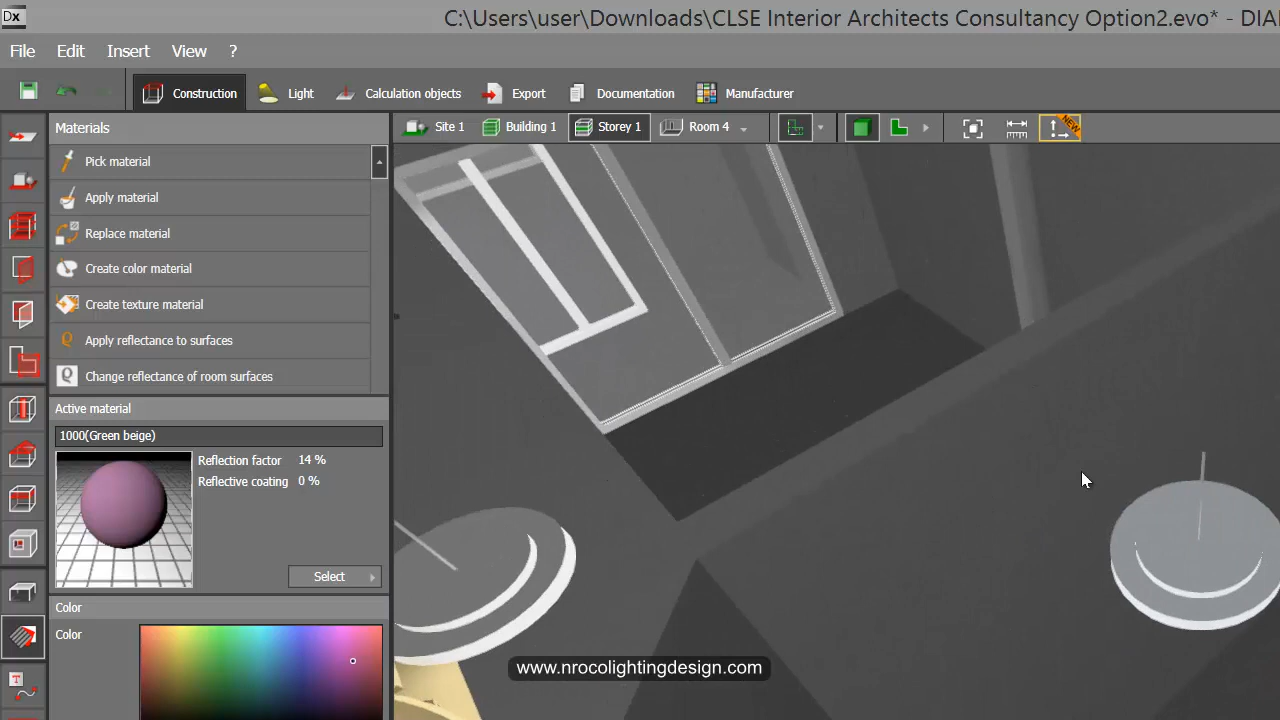 Dx
C:\Users\user\Downloads\CLSE Interior Architects Consultancy Option2.evo* - DIAL
File Edit Insert View ?
Construction Light Calculation objects Export Documentation Manufacturer
Materials
Site 1 Building 1 Storey 1 Room 4 NEW
Pick material
Apply material
Replace material
Create color material
Create texture material
Apply reflectance to surfaces
Change reflectance of room surfaces
Active material
1000(Green beige)
Reflection factor 14 %
Reflective coating 0 %
Select
Color
Color
www.nrocolightingdesign.com